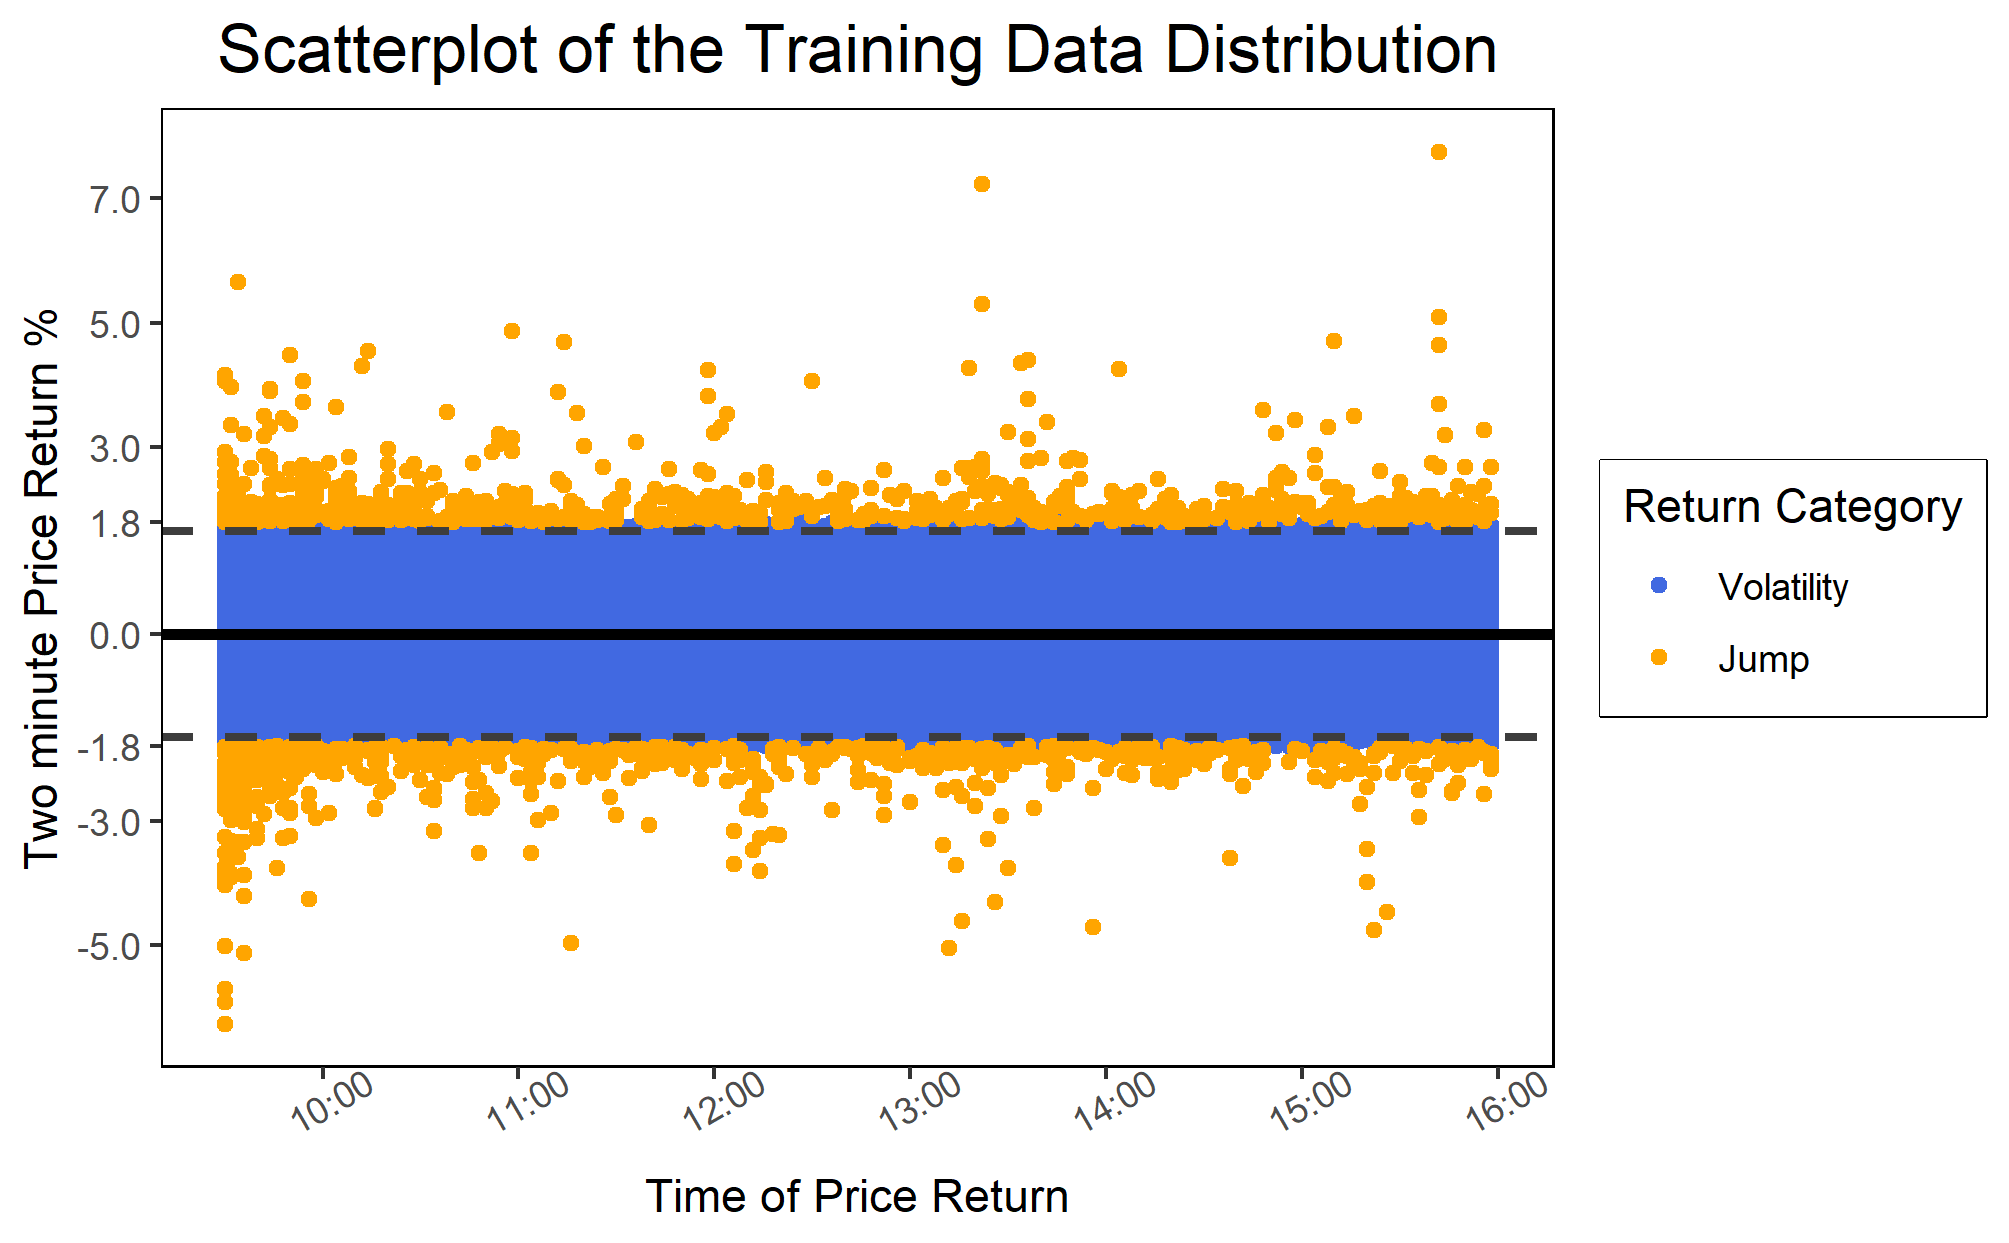 Scatterplot of the Training Data Distribution
Two minute Price Return %
7.0
5.0
3.0
1.8
0.0
-1.8
-3.0
-5.0
10:00
11:00
12:00
13:00
14:00
15:00
16:00
Time of Price Return
Return Category
Volatility
Jump